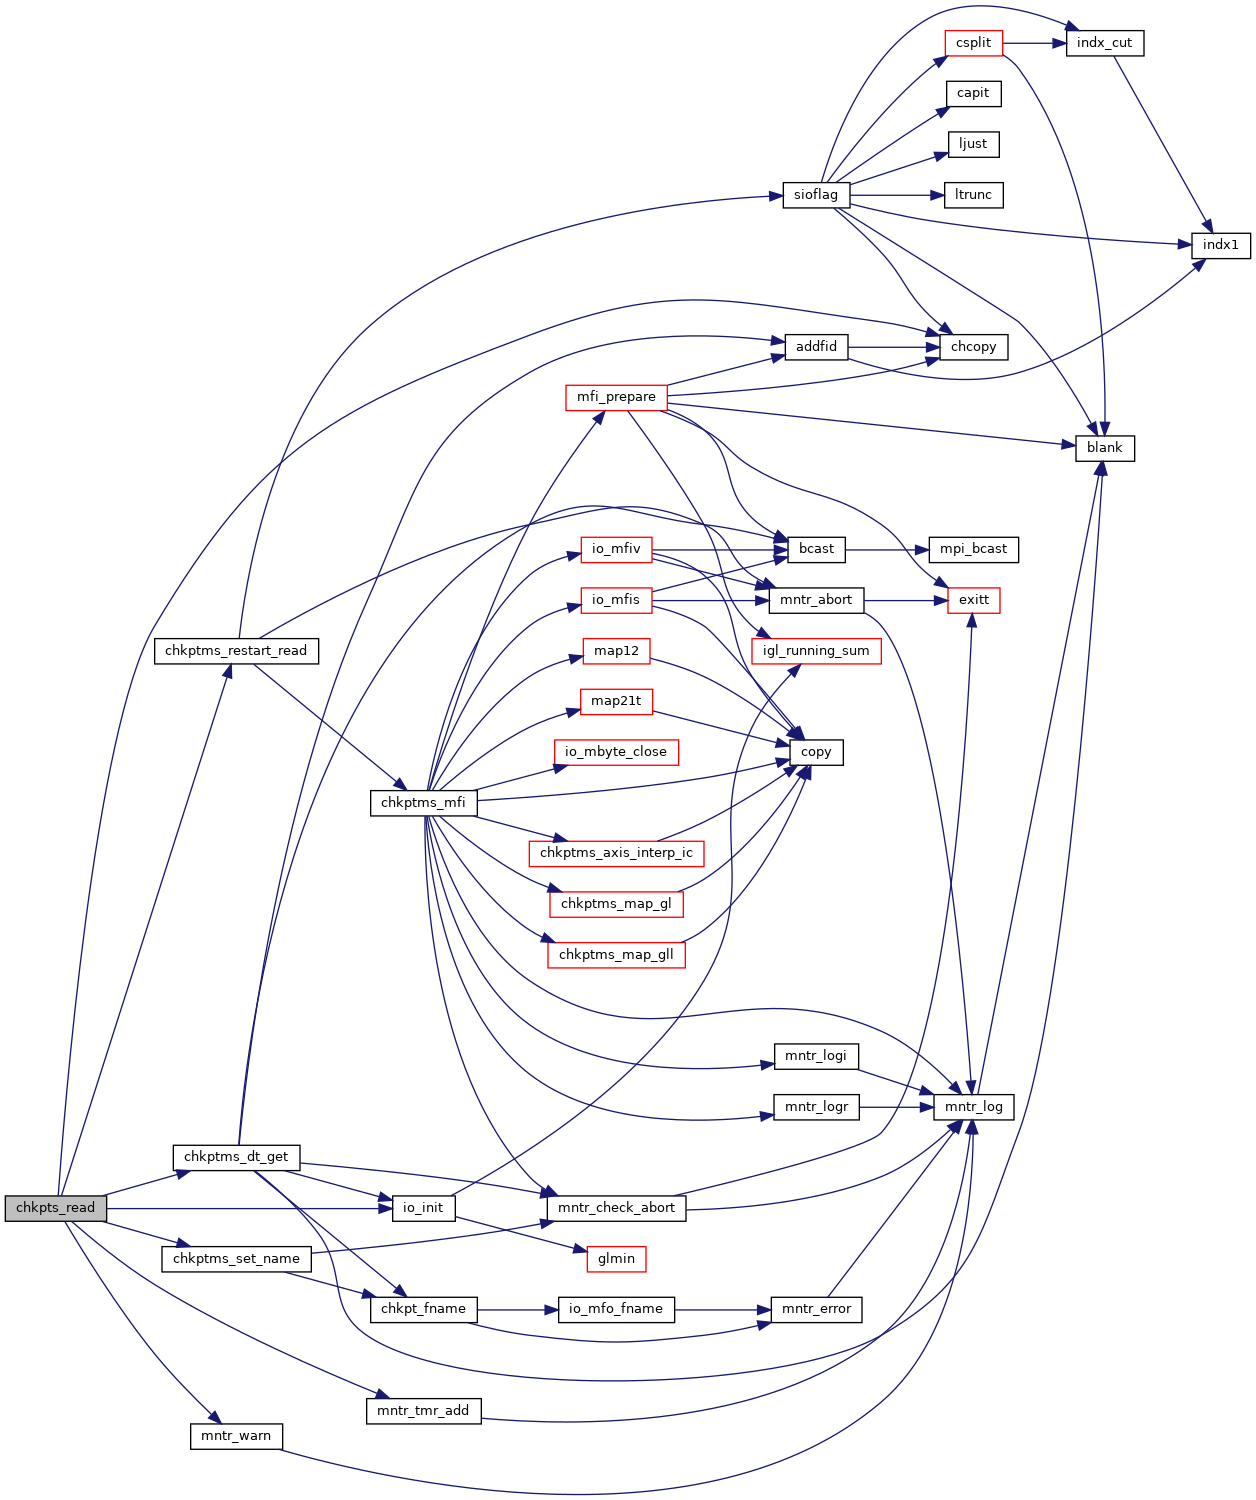 csplit
indx_cut
capit
ljust
sioflag
ltrunc
indx1
addfid
chcopy
mfi_prepare
blank
io_mfiv
bcast
mpi_bcast
io_mfis
mntr_abort
exitt
chkptms_restart_read
map12
igl_running_sum
map21t
io_mbyte_close
copy
chkptms_mfi
chkptms_axis_interp_ic
chkptms_map_gl
chkptms_map_gll
mntr_logi
mntr_logr
mntr_log
chkptms_dt_get
chkpts_read
io_init
mntr_check_abort
chkptms_set_name
glmin
chkpt_fname
io_mfo_fname
mntr_error
mntr_tmr_add
mntr_warn